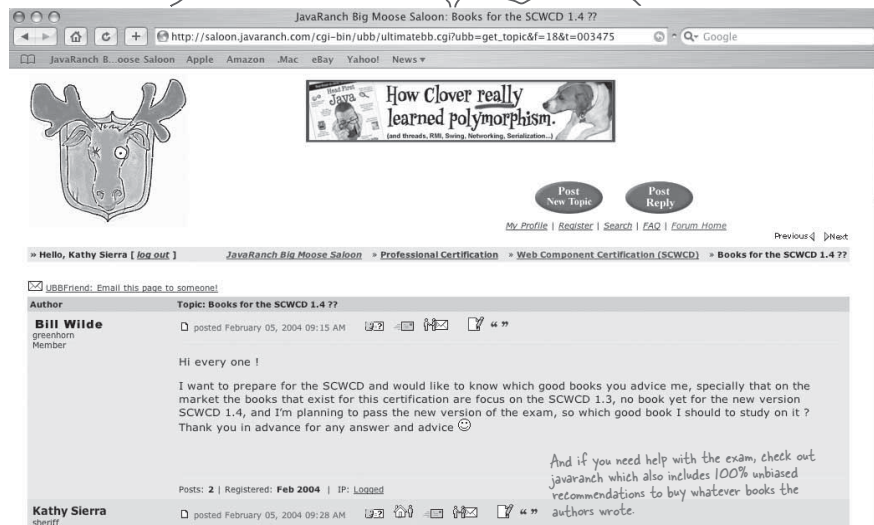 JavaRanch Big Moose Saloon: Books for the SCWCD 1.4 ??
http://saloon.javaranch.com/cgi-bin/ubb/ultimatebb.cgi?ubb=get_topic&f=18&t=003475
Google
JavaRanch B...oose Saloon Apple Amazon .Mac eBay Yahoo! News
Head First
Java
How Clover really
learned polymorphism.
(and threads, RMI, Swing, Networking, Serialization...)
Post
New Topic
Post
Reply
My Profile | Register | Search | FAQ | Forum Home
Previous Next
» Hello, Kathy Sierra [ log out ] JavaRanch Big Moose Saloon » Professional Certification » Web Component Certification (SCWCD) » Books for the SCWCD 1.4 ??
UBBFriend: Email this page to someone!
Author Topic: Books for the SCWCD 1.4 ??
Bill Wilde
greenhorn
Member
posted February 05, 2004 09:15 AM
Hi every one !
I want to prepare for the SCWCD and would like to know which good books you advice me, specially that on the
market the books that exist for this certification are focus on the SCWCD 1.3, no book yet for the new version
SCWCD 1.4, and I'm planning to pass the new version of the exam, so which good book I should to study on it ?
Thank you in advance for any answer and advice
Posts: 2 | Registered: Feb 2004 | IP: Logged
And if you need help with the exam, check out
javaranch which also includes 100% unbiased
recommendations to buy whatever books the
authors wrote.
Kathy Sierra
sheriff
posted February 05, 2004 09:28 AM